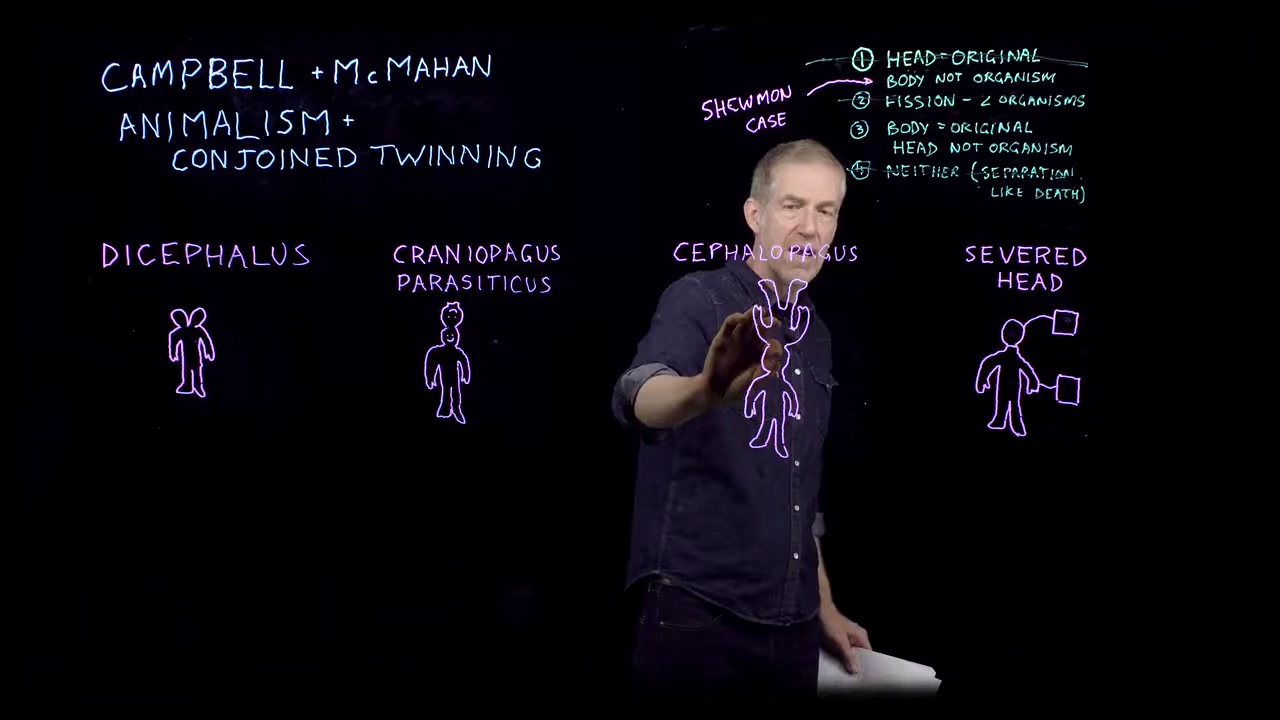 CAMPBELL + McMAHAN
ANIMALISM +
CONJOINED TWINNING
SHEWMON
CASE
① HEAD=ORIGINAL
BODY NOT ORGANISM
② FISSION - 2 ORGANISMS
③ BODY = ORIGINAL
HEAD NOT ORGANISM
④ NEITHER (SEPARATION
LIKE DEATH)
DICEPHALUS
CRANIOPAGUS
PARASITICUS
CEPHALOPAGUS
SEVERED
HEAD